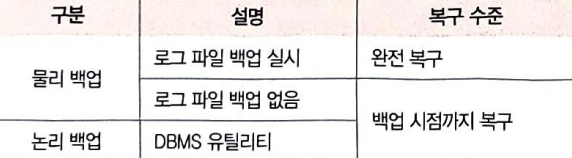 구분 설명 복구 수준
물리 백업 로그 파일 백업 실시 완전 복구
로그 파일 백업 없음 백업 시점까지 복구
논리 백업 DBMS 유틸리티